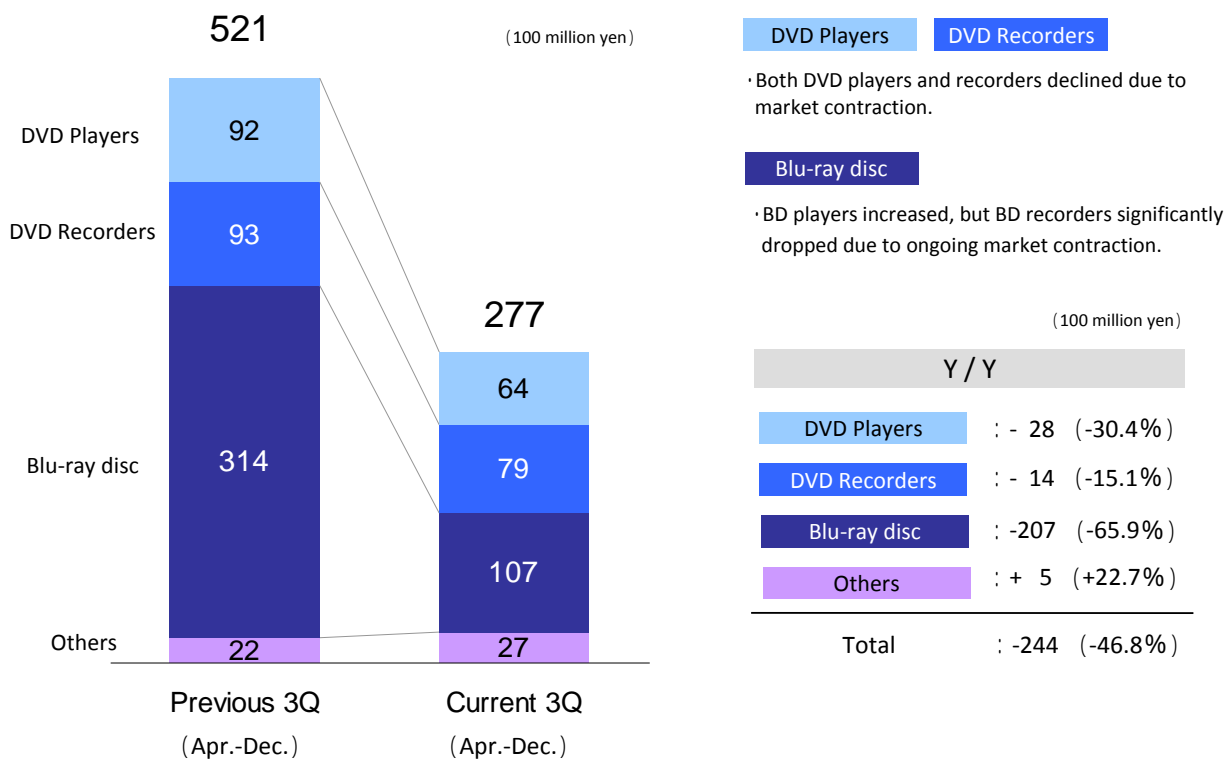 521
(100 million yen)
DVD Players
92
DVD Recorders
93
Blu-ray disc
314
Others
22
277
64
79
107
27
Previous 3Q
(Apr.-Dec.)
Current 3Q
(Apr.-Dec.)
DVD Players DVD Recorders
・Both DVD players and recorders declined due to
market contraction.
Blu-ray disc
・BD players increased, but BD recorders significantly
dropped due to ongoing market contraction.
(100 million yen)
Y / Y
DVD Players : - 28 (-30.4%)
DVD Recorders : - 14 (-15.1%)
Blu-ray disc : -207 (-65.9%)
Others : + 5 (+22.7%)
Total : -244 (-46.8%)